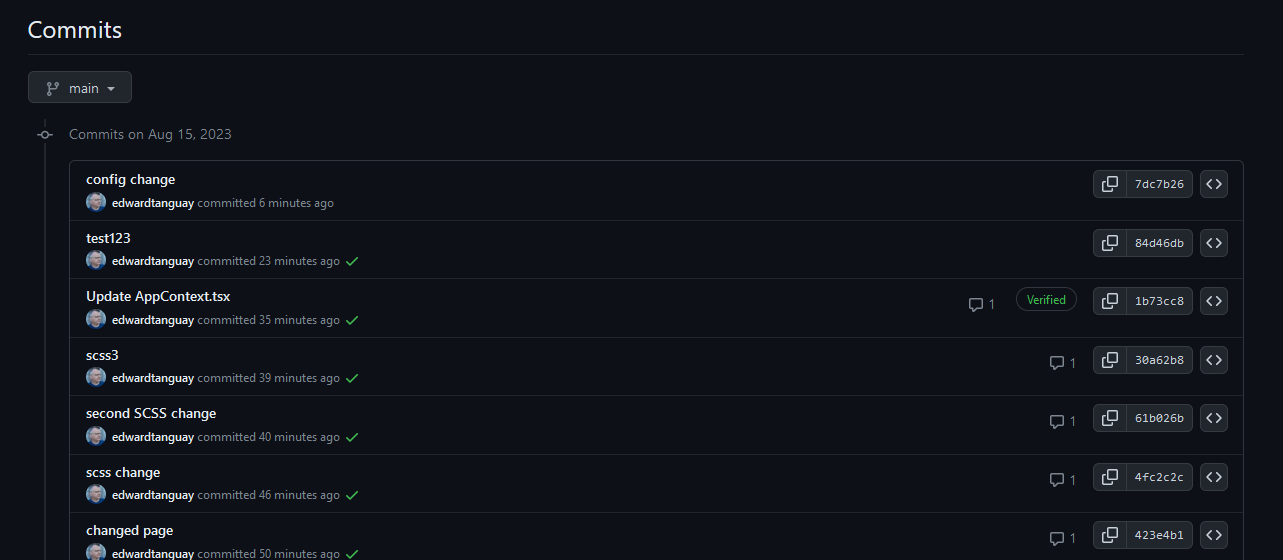 Commits
main
Commits on Aug 15, 2023
config change
edwardtanguay committed 6 minutes ago
7dc7b26
test123
edwardtanguay committed 23 minutes ago
84d46db
Update AppContext.tsx
edwardtanguay committed 35 minutes ago
1
Verified
1b73cc8
scss3
edwardtanguay committed 39 minutes ago
1
30a62b8
second SCSS change
edwardtanguay committed 40 minutes ago
1
61b026b
scss change
edwardtanguay committed 46 minutes ago
1
4fc2c2c
changed page
edwardtanguay committed 50 minutes ago
1
423e4b1